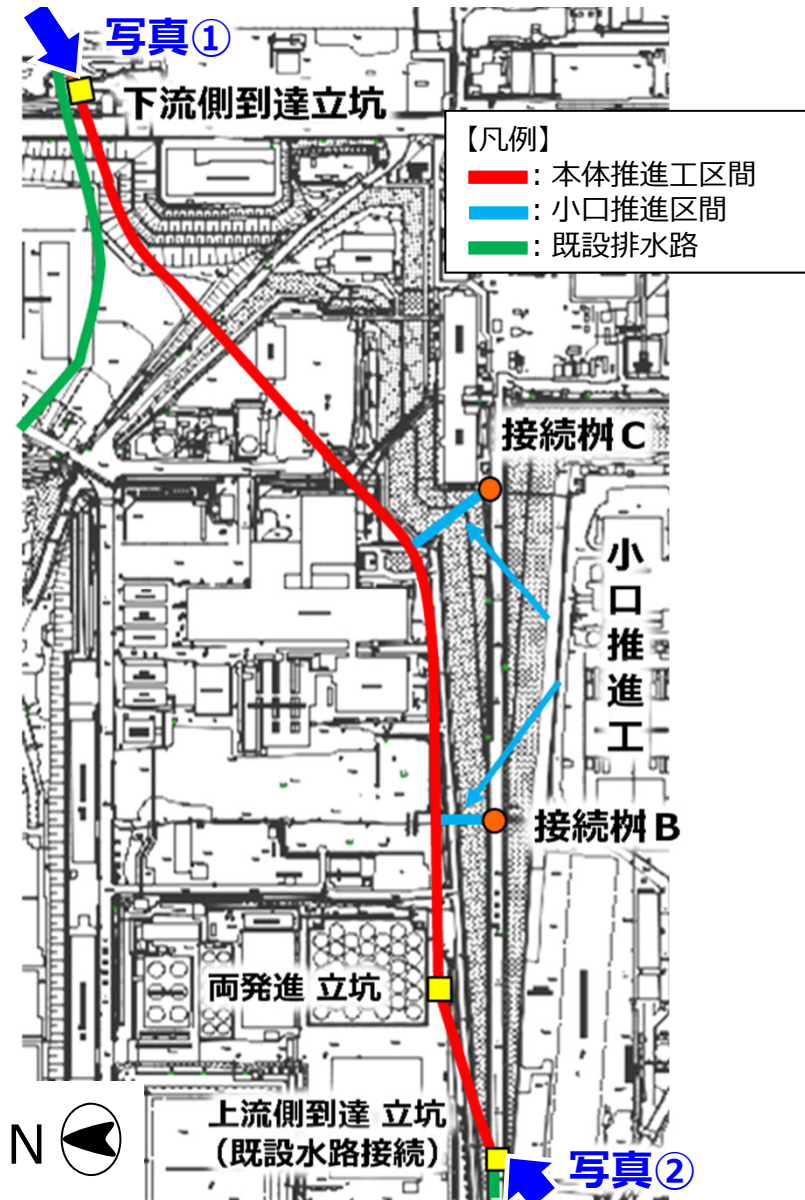 写真①
下流側到達立坑
【凡例】
：本体推進工区間
：小口推進区間
：既設排水路
接続桝C
小口推進工
接続桝B
両発進 立坑
上流側到達 立坑
（既設水路接続）
N
写真②